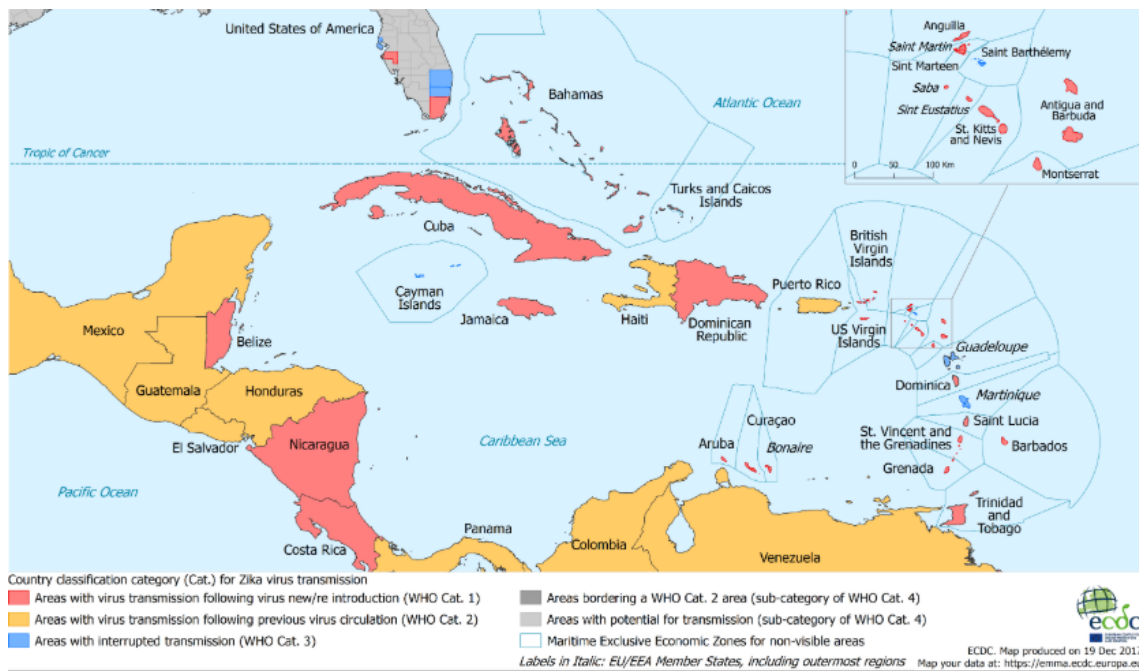 United States of America
Bahamas
Atlantic Ocean
Tropic of Cancer
Turks and Caicos
Islands
Cuba
Cayman
Islands
Jamaica
Haiti
Dominican
Republic
Puerto Rico
British
Virgin
Islands
US Virgin
Islands
Anguilla
Saint Martin
Sint Marteen
Saint Barthélemy
Saba
Sint Eustatius
St. Kitts
and Nevis
Antigua and
Barbuda
Montserrat
0 50 100 Km
Mexico
Belize
Guatemala
Honduras
El Salvador
Nicaragua
Costa Rica
Panama
Pacific Ocean
Caribbean Sea
Guadeloupe
Dominica
Martinique
Saint Lucia
St. Vincent and
the Grenadines
Barbados
Grenada
Trinidad
and
Tobago
Aruba
Curaçao
Bonaire
Colombia
Venezuela
Country classification category (Cat.) for Zika virus transmission
Areas with virus transmission following virus new/re introduction (WHO Cat. 1)
Areas with virus transmission following previous virus circulation (WHO Cat. 2)
Areas with interrupted transmission (WHO Cat. 3)
Areas bordering a WHO Cat. 2 area (sub-category of WHO Cat. 4)
Areas with potential for transmission (sub-category of WHO Cat. 4)
Maritime Exclusive Economic Zones for non-visible areas
Labels in Italic: EU/EEA Member States, including outermost regions
ecdc
ECDC. Map produced on 19 Dec 201
Map your data at: https://emma.ecdc.europa.e